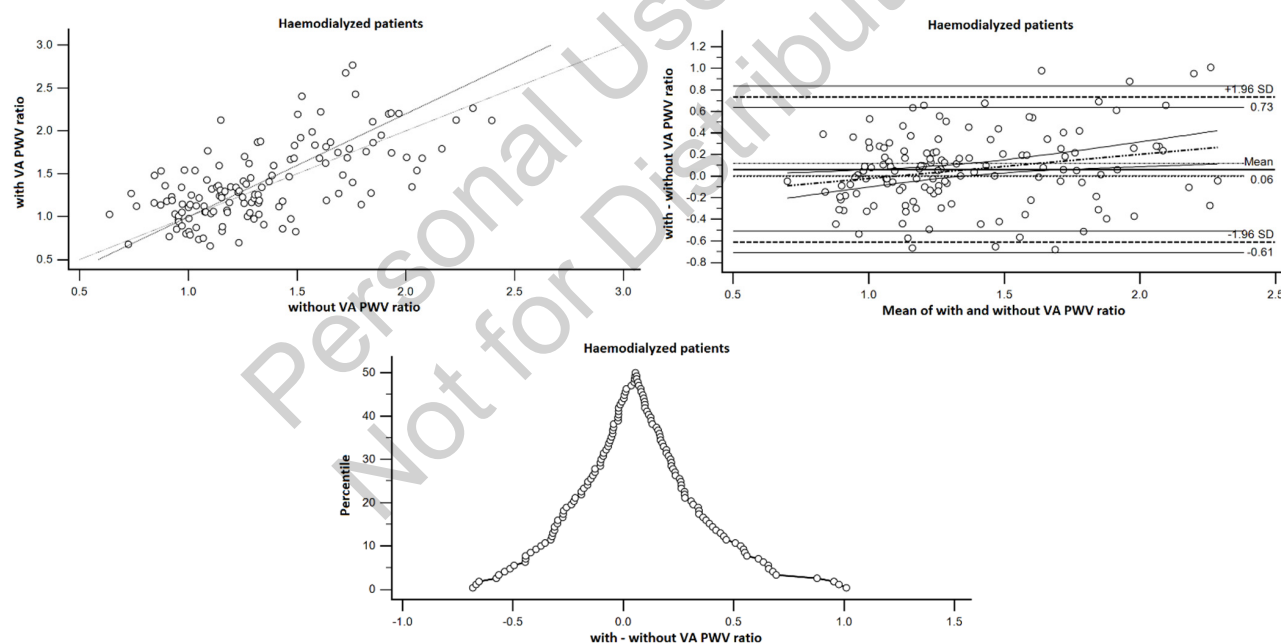 Haemodialyzed patients
with VA PWV ratio
3.0
2.5
2.0
1.5
1.0
0.5
0.5 1.0 1.5 2.0 2.5 3.0
without VA PWV ratio
Haemodialyzed patients
with - without VA PWV ratio
1.2
1.0
0.8
0.6
0.4
0.2
0.0
-0.2
-0.4
-0.6
-0.8
+1.96 SD
0.73
Mean
0.06
-1.96 SD
-0.61
0.5 1.0 1.5 2.0 2.5
Mean of with and without VA PWV ratio
Haemodialyzed patients
Percentile
50
40
30
20
10
0
-1.0 -0.5 0.0 0.5 1.0 1.5
with - without VA PWV ratio
Personal Use
Not for Distribut